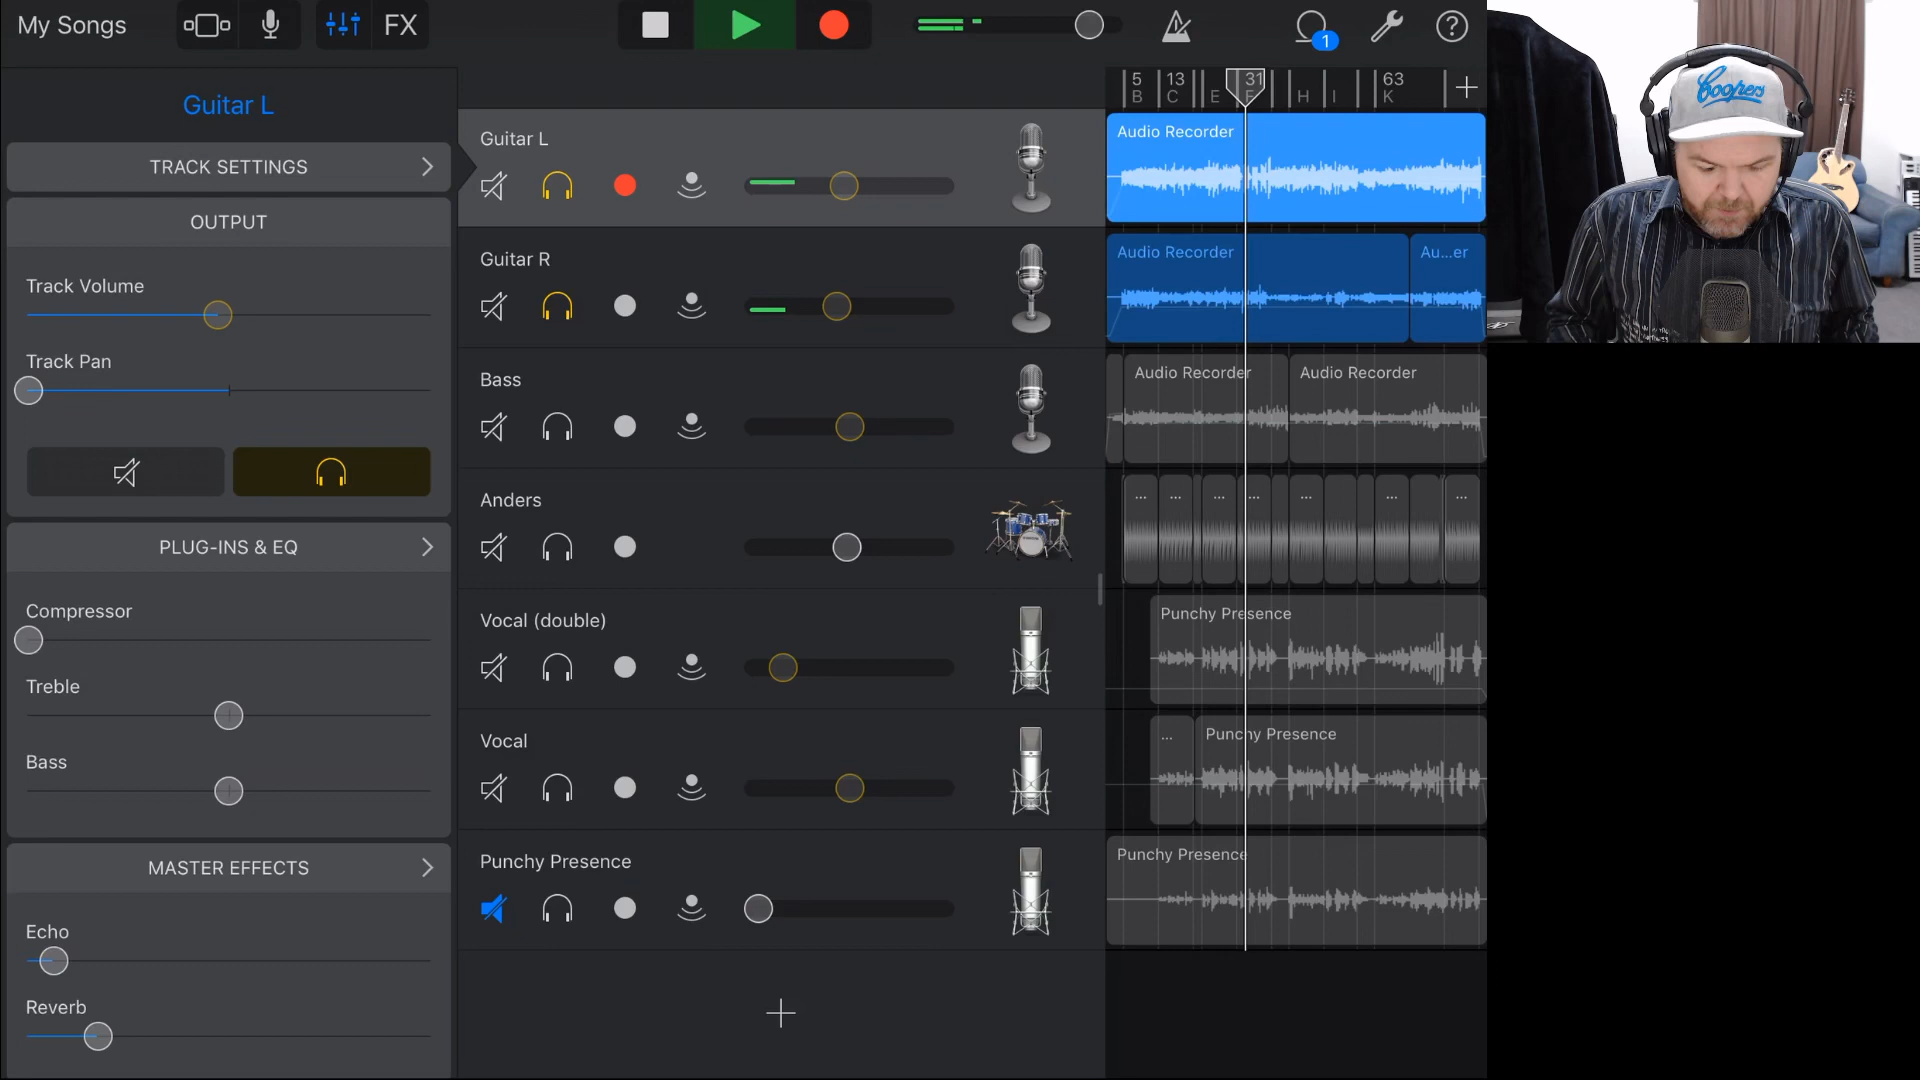 My Songs
FX
1
?
5
13
31
63
B
C
E
F
H
I
K
Guitar L
TRACK SETTINGS
OUTPUT
Track Volume
Track Pan
PLUG-INS & EQ
Compressor
Treble
Bass
MASTER EFFECTS
Echo
Reverb
Guitar L
Audio Recorder
Guitar R
Audio Recorder
Au...er
Bass
Audio Recorder
Audio Recorder
Anders
...
...
...
...
...
...
...
Vocal (double)
Punchy Presence
Vocal
...
Punchy Presence
Punchy Presence
Punchy Presence
Coopers